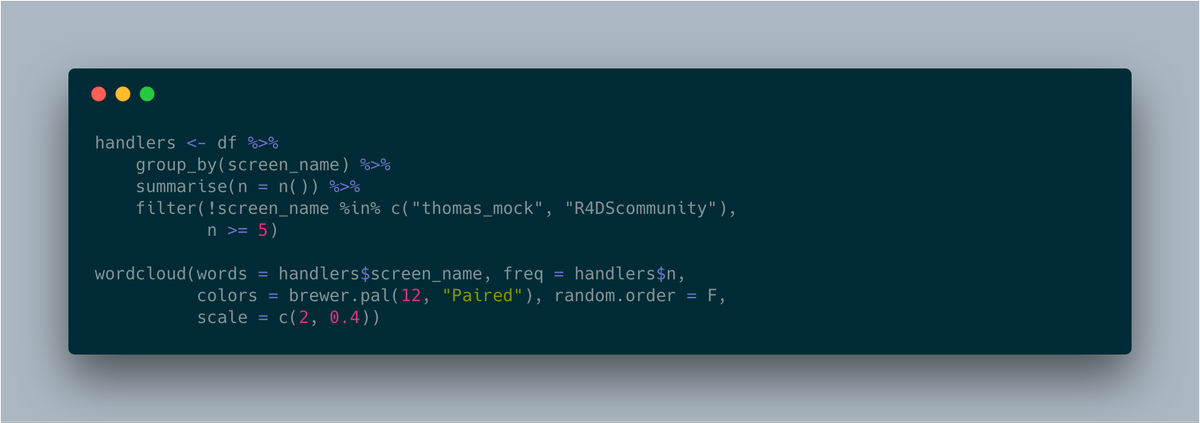 handlers <- df %>%
    group_by(screen_name) %>%
    summarise(n = n()) %>%
    filter(!screen_name %in% c("thomas_mock", "R4DScommunity"),
           n >= 5)

wordcloud(words = handlers$screen_name, freq = handlers$n,
          colors = brewer.pal(12, "Paired"), random.order = F,
          scale = c(2, 0.4))